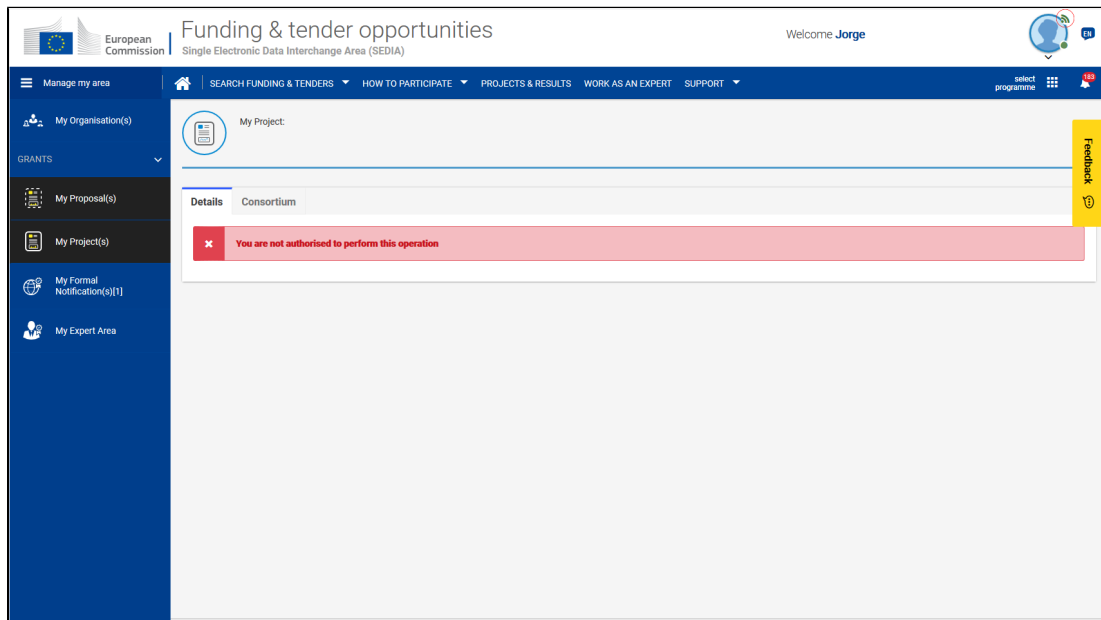 European
Commission
Funding & tender opportunities
Single Electronic Data Interchange Area (SEDIA)
Welcome Jorge
EN
Manage my area
SEARCH FUNDING & TENDERS
HOW TO PARTICIPATE
PROJECTS & RESULTS
WORK AS AN EXPERT
SUPPORT
select
programme
183
My Organisation(s)
GRANTS
My Proposal(s)
My Project(s)
My Formal
Notification(s)[1]
My Expert Area
My Project:
Details
Consortium
You are not authorised to perform this operation
Feedback